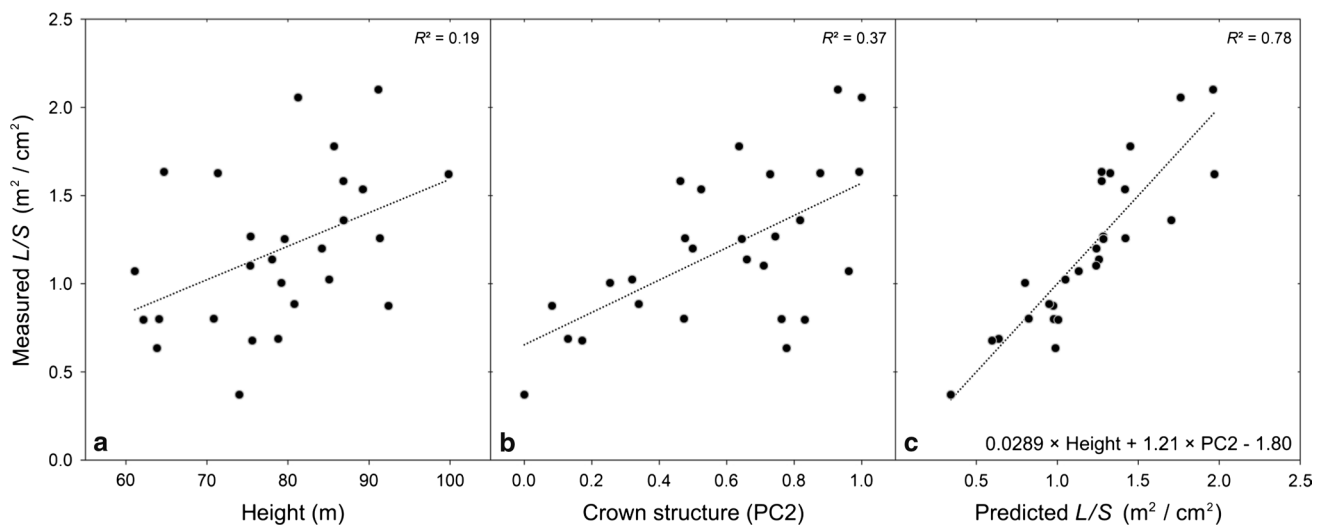 R² = 0.19
R² = 0.37
R² = 0.78
2.5
2.0
1.5
1.0
0.5
0.0
Measured L/S (m² / cm²)
a
b
c
0.0289 × Height + 1.21 × PC2 - 1.80
60 70 80 90 100
0.0 0.2 0.4 0.6 0.8 1.0
0.5 1.0 1.5 2.0 2.5
Height (m)
Crown structure (PC2)
Predicted L/S (m² / cm²)